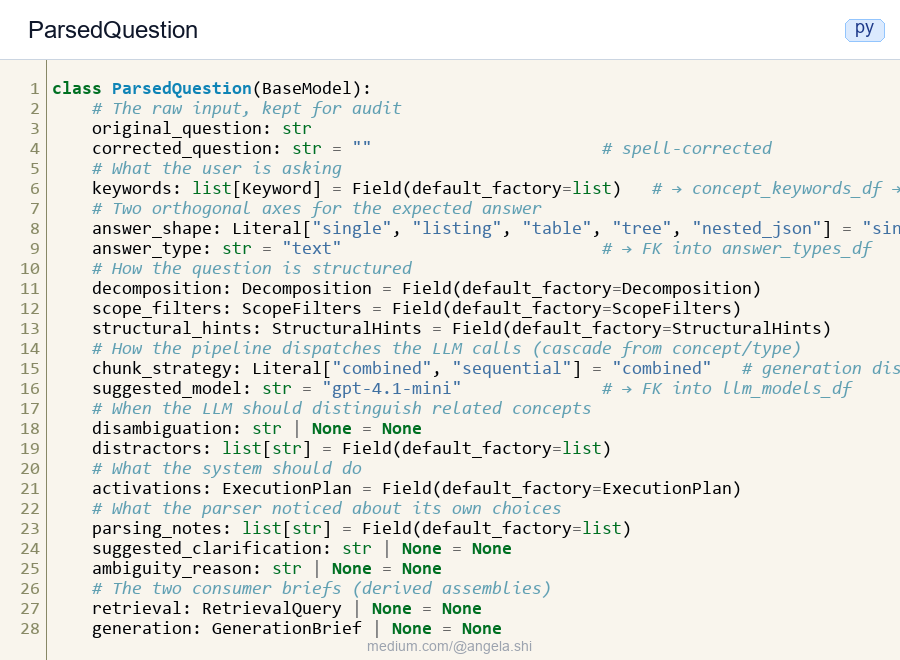 ParsedQuestion
py
1 class ParsedQuestion(BaseModel):
2     # The raw input, kept for audit
3     original_question: str
4     corrected_question: str = ""                       # spell-corrected
5     # What the user is asking
6     keywords: list[Keyword] = Field(default_factory=list)   # → concept_keywords_df →
7     # Two orthogonal axes for the expected answer
8     answer_shape: Literal["single", "listing", "table", "tree", "nested_json"] = "sin
9     answer_type: str = "text"                          # → FK into answer_types_df
10     # How the question is structured
11     decomposition: Decomposition = Field(default_factory=Decomposition)
12     scope_filters: ScopeFilters = Field(default_factory=ScopeFilters)
13     structural_hints: StructuralHints = Field(default_factory=StructuralHints)
14     # How the pipeline dispatches the LLM calls (cascade from concept/type)
15     chunk_strategy: Literal["combined", "sequential"] = "combined"   # generation dis
16     suggested_model: str = "gpt-4.1-mini"              # → FK into llm_models_df
17     # When the LLM should distinguish related concepts
18     disambiguation: str | None = None
19     distractors: list[str] = Field(default_factory=list)
20     # What the system should do
21     activations: ExecutionPlan = Field(default_factory=ExecutionPlan)
22     # What the parser noticed about its own choices
23     parsing_notes: list[str] = Field(default_factory=list)
24     suggested_clarification: str | None = None
25     ambiguity_reason: str | None = None
26     # The two consumer briefs (derived assemblies)
27     retrieval: RetrievalQuery | None = None
28     generation: GenerationBrief | None = None
medium.com/@angela.shi